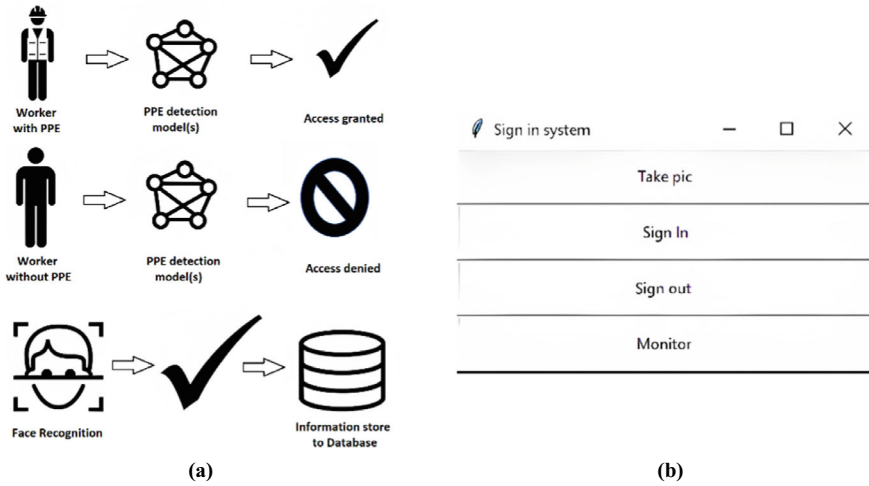 Worker
with PPE
PPE detection
model(s)
Access granted
Worker
without PPE
PPE detection
model(s)
Access denied
Face Recognition
Information store
to Database
(a)
Sign in system
Take pic
Sign In
Sign out
Monitor
(b)